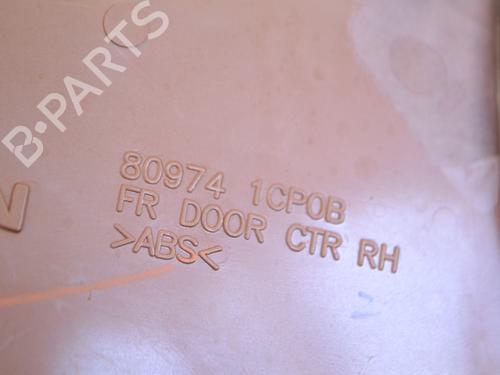 B-PARTS
80974 1CP0B
FR DOOR CTR RH
>ABS<